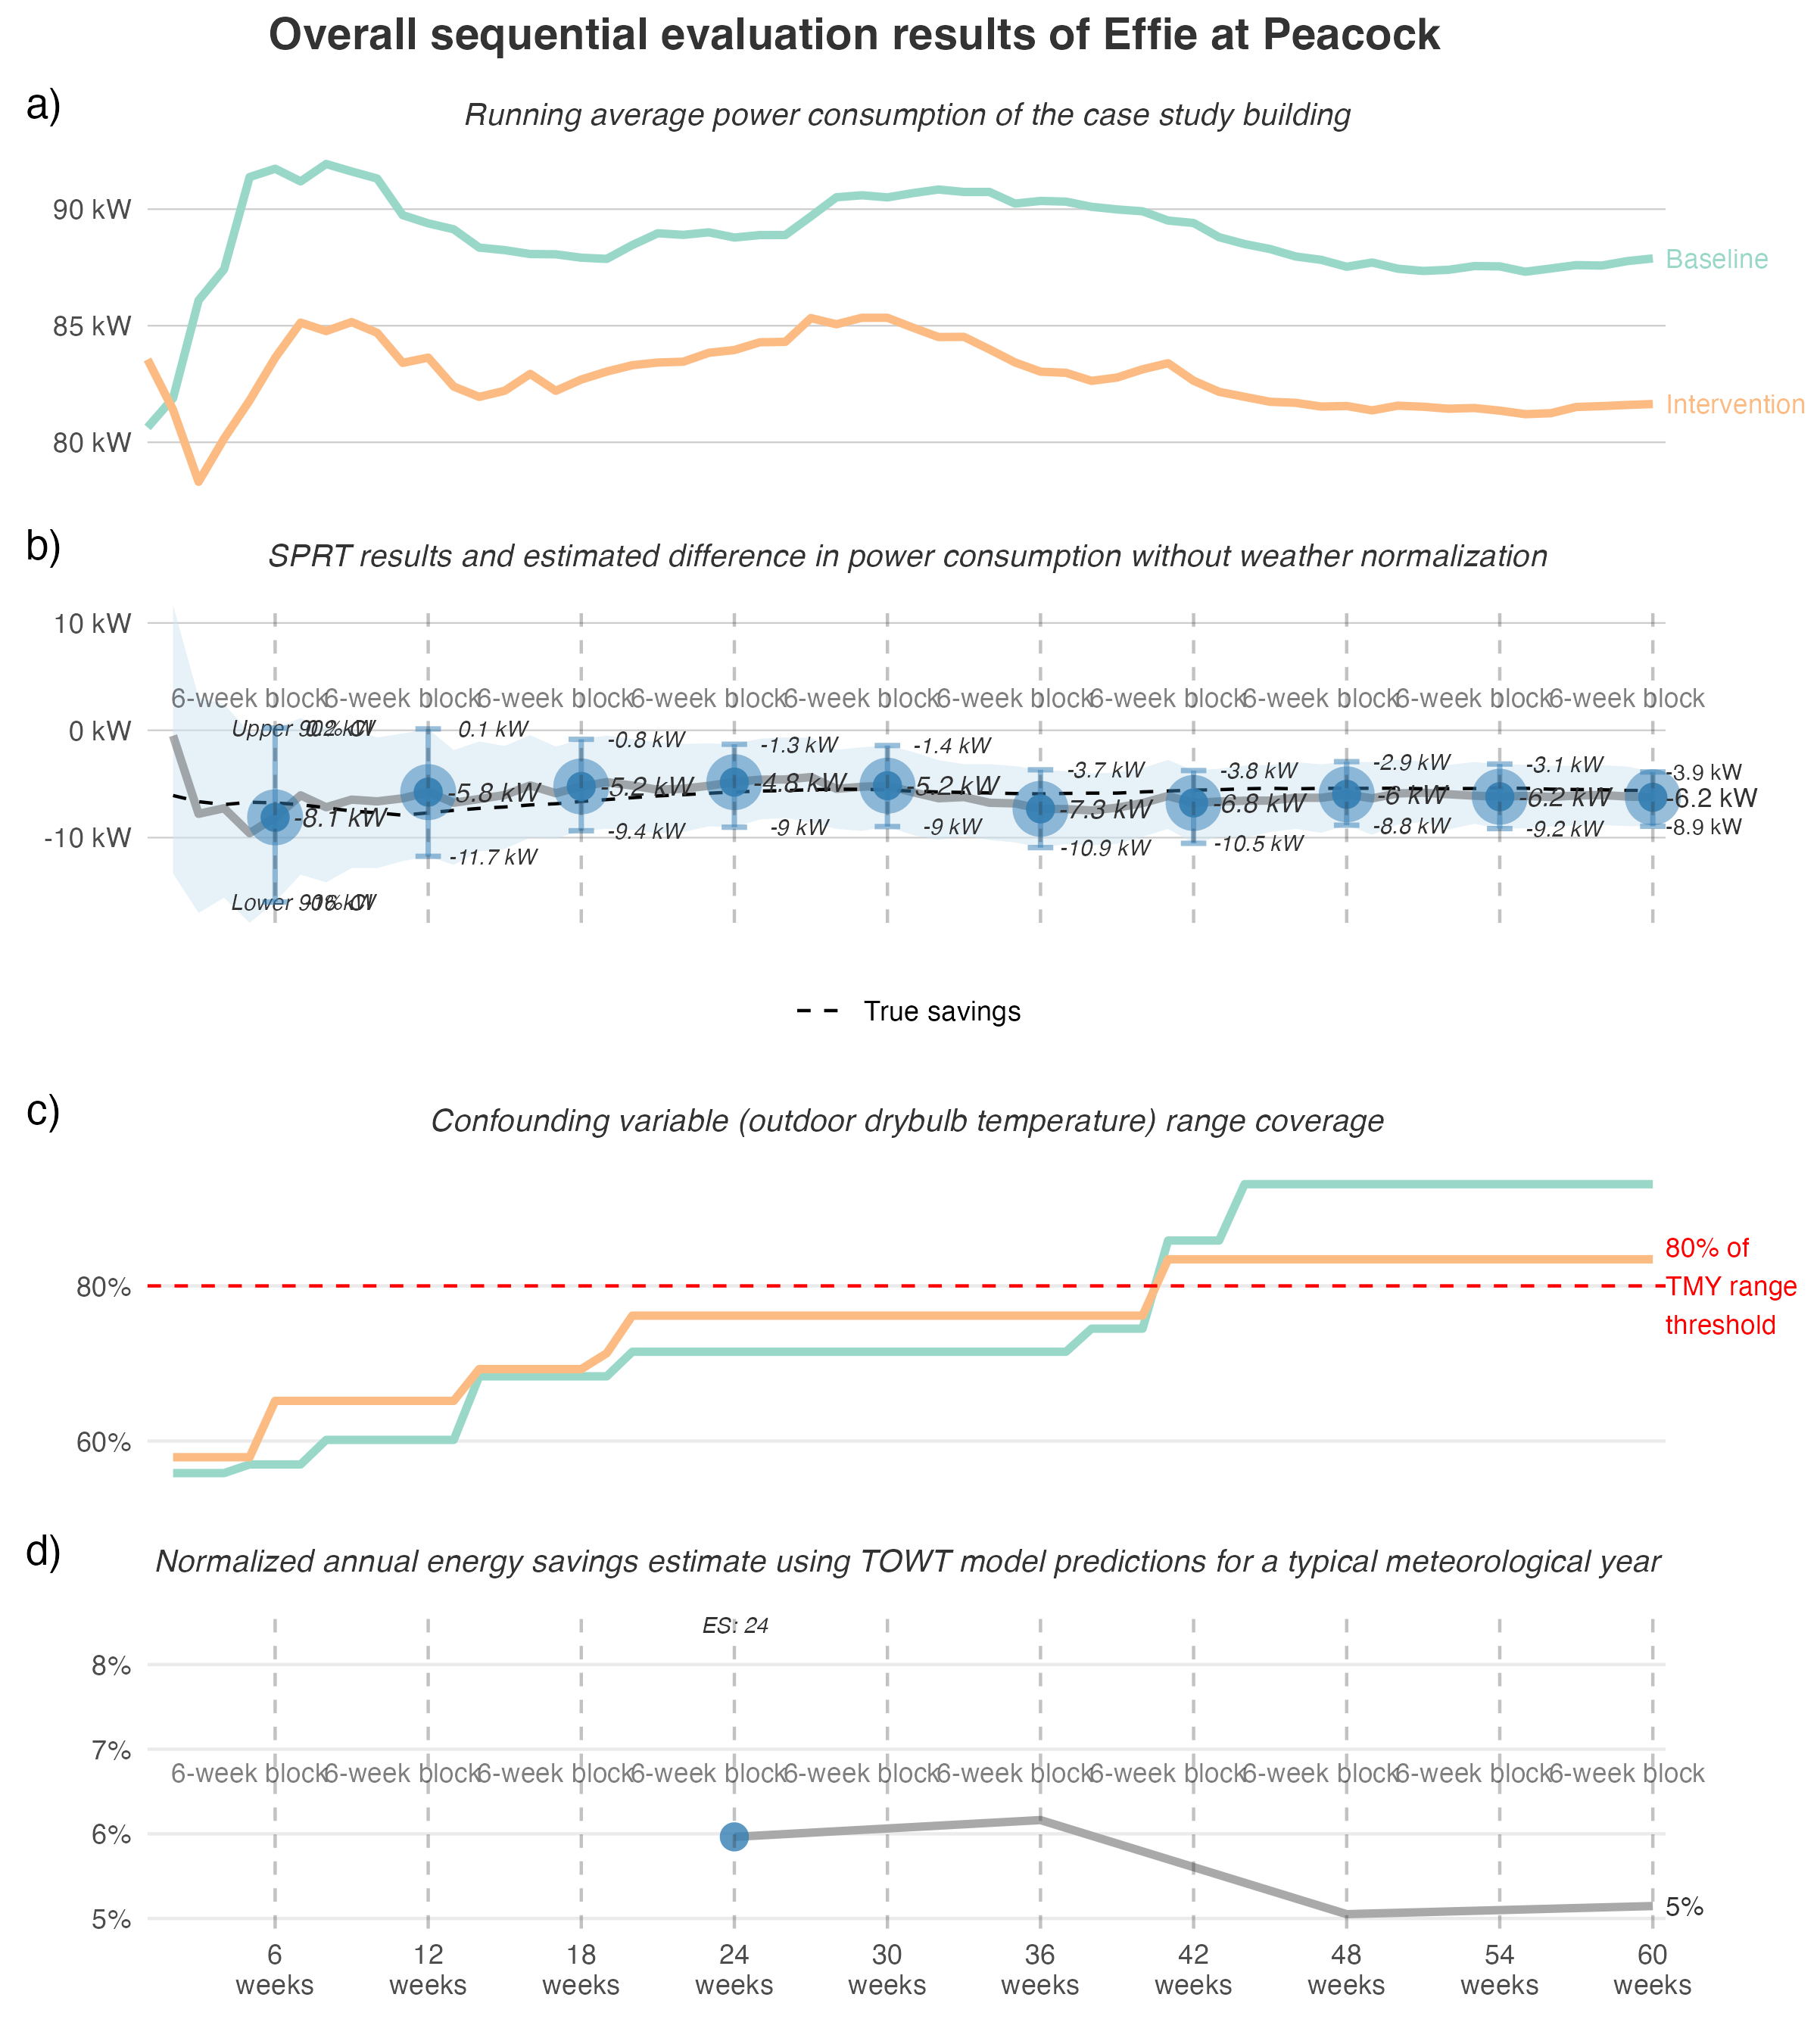 Overall sequential evaluation results of Effie at Peacock
a)
Running average power consumption of the case study building
90 kW
85 kW
80 kW
Baseline
Intervention
b)
SPRT results and estimated difference in power consumption without weather normalization
10 kW
0 kW
-10 kW
6-week block 6-week block 6-week block 6-week block 6-week block 6-week block 6-week block 6-week block 6-week block 6-week block
Upper 90% CI 0.1 kW -0.8 kW -1.3 kW -1.4 kW -3.7 kW -3.8 kW -2.9 kW -3.1 kW -3.9 kW
-8.1 kW -5.8 kW -5.2 kW -4.8 kW -5.2 kW -7.3 kW -6.8 kW -6 kW -6.2 kW -6.2 kW
Lower 90% CI -11.7 kW -9.4 kW -9 kW -9 kW -10.9 kW -10.5 kW -8.8 kW -9.2 kW -8.9 kW
True savings
c)
Confounding variable (outdoor drybulb temperature) range coverage
80%
60%
80% of
TMY range
threshold
d)
Normalized annual energy savings estimate using TOWT model predictions for a typical meteorological year
ES: 24
8%
7%
6-week block 6-week block 6-week block 6-week block 6-week block 6-week block 6-week block 6-week block 6-week block 6-week block
6%
5%
5%
6 12 18 24 30 36 42 48 54 60
weeks weeks weeks weeks weeks weeks weeks weeks weeks weeks